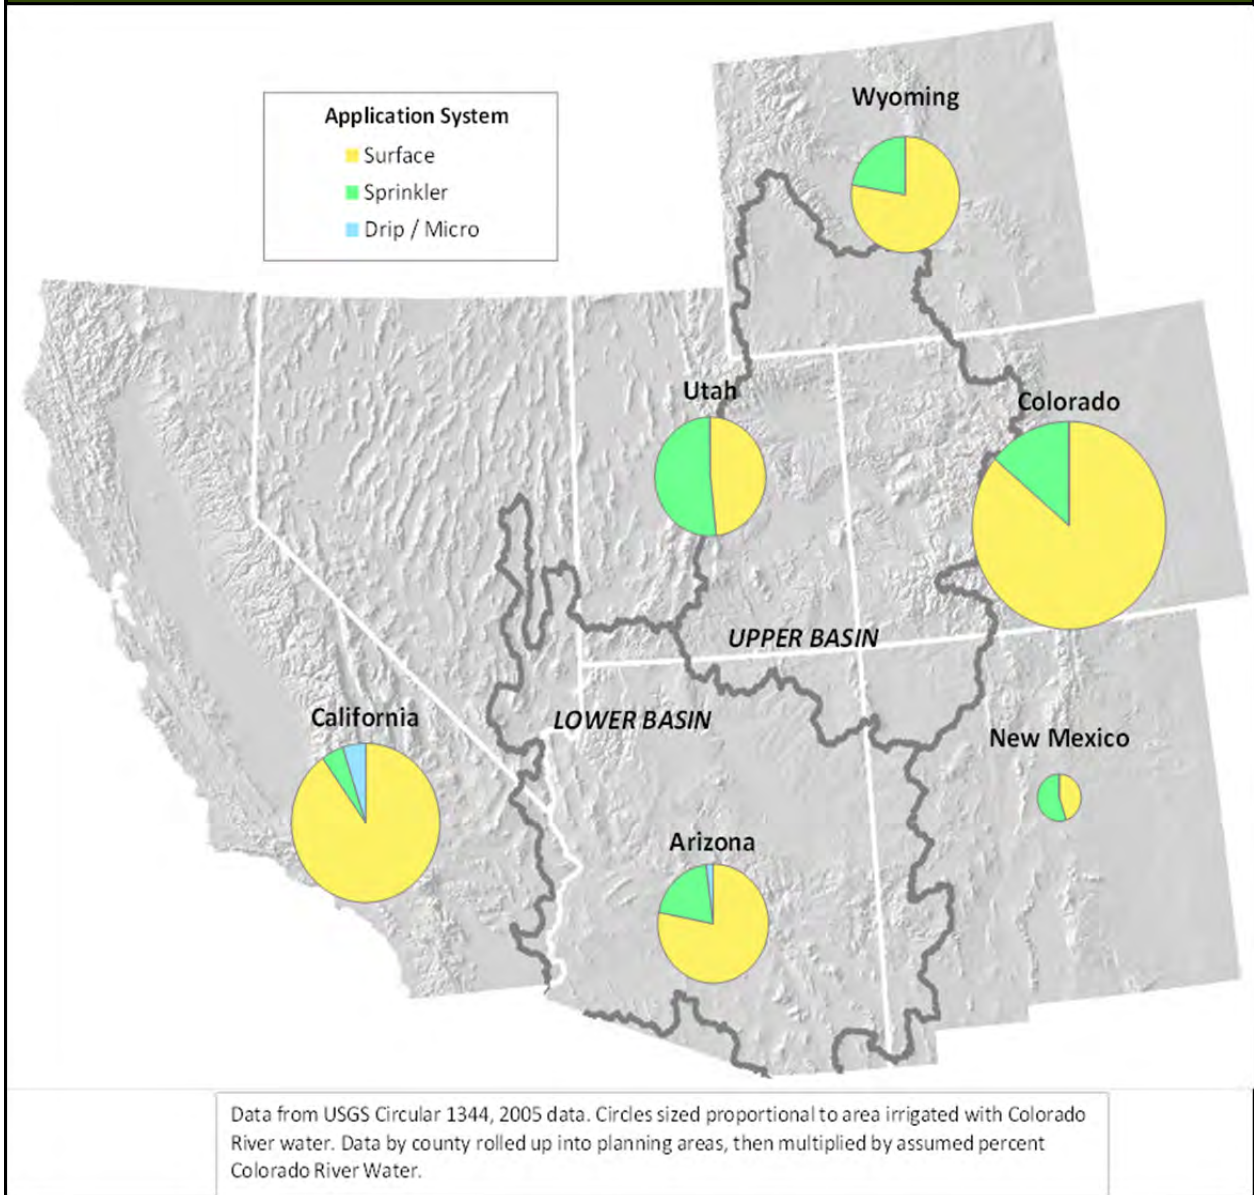 Application System
Surface
Sprinkler
Drip / Micro
Wyoming
Utah
Colorado
UPPER BASIN
California
LOWER BASIN
New Mexico
Arizona
Data from USGS Circular 1344, 2005 data. Circles sized proportional to area irrigated with Colorado
River water. Data by county rolled up into planning areas, then multiplied by assumed percent
Colorado River Water.